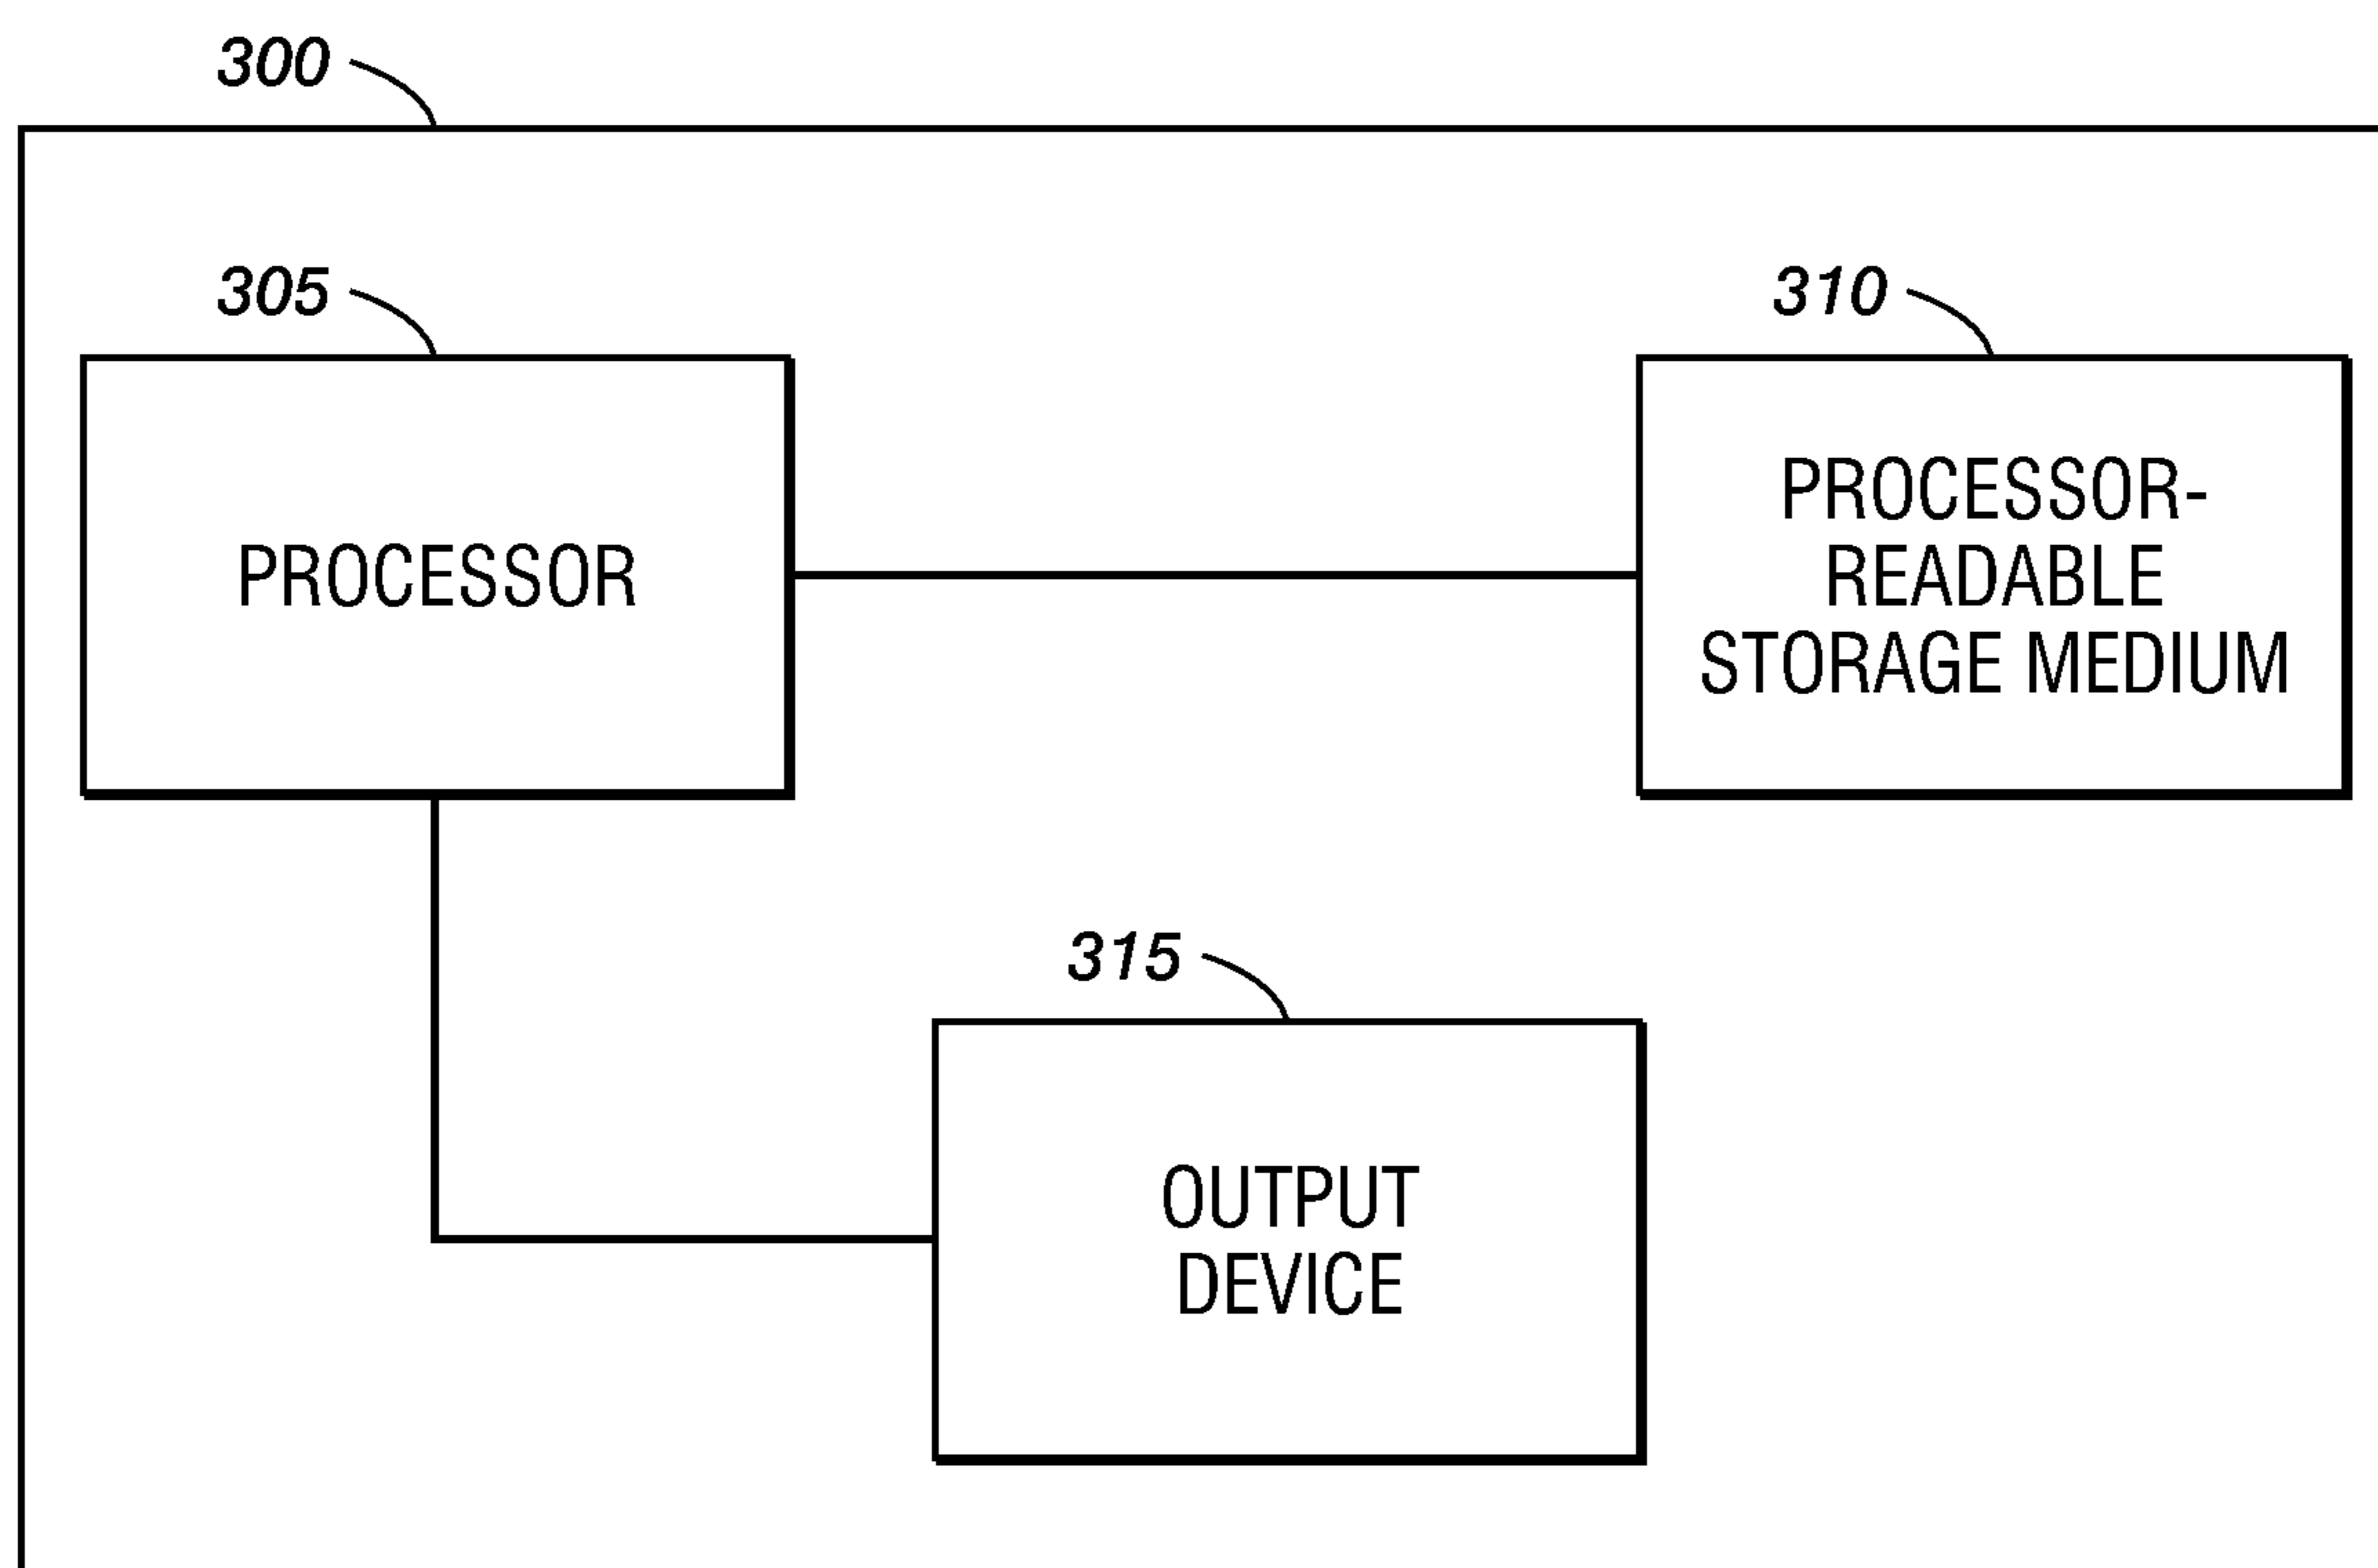 300
305
310
PROCESSOR
PROCESSOR-
READABLE
STORAGE MEDIUM
315
OUTPUT
DEVICE